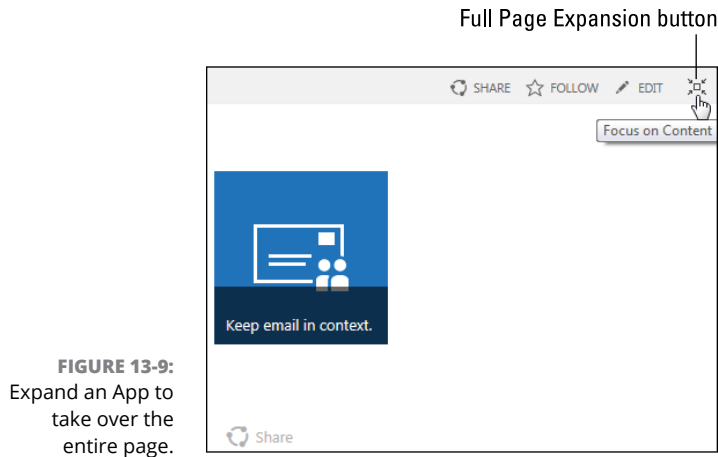 Full Page Expansion button
SHARE FOLLOW EDIT
Focus on Content
Keep email in context.
Share
FIGURE 13-9:
Expand an App to
take over the
entire page.